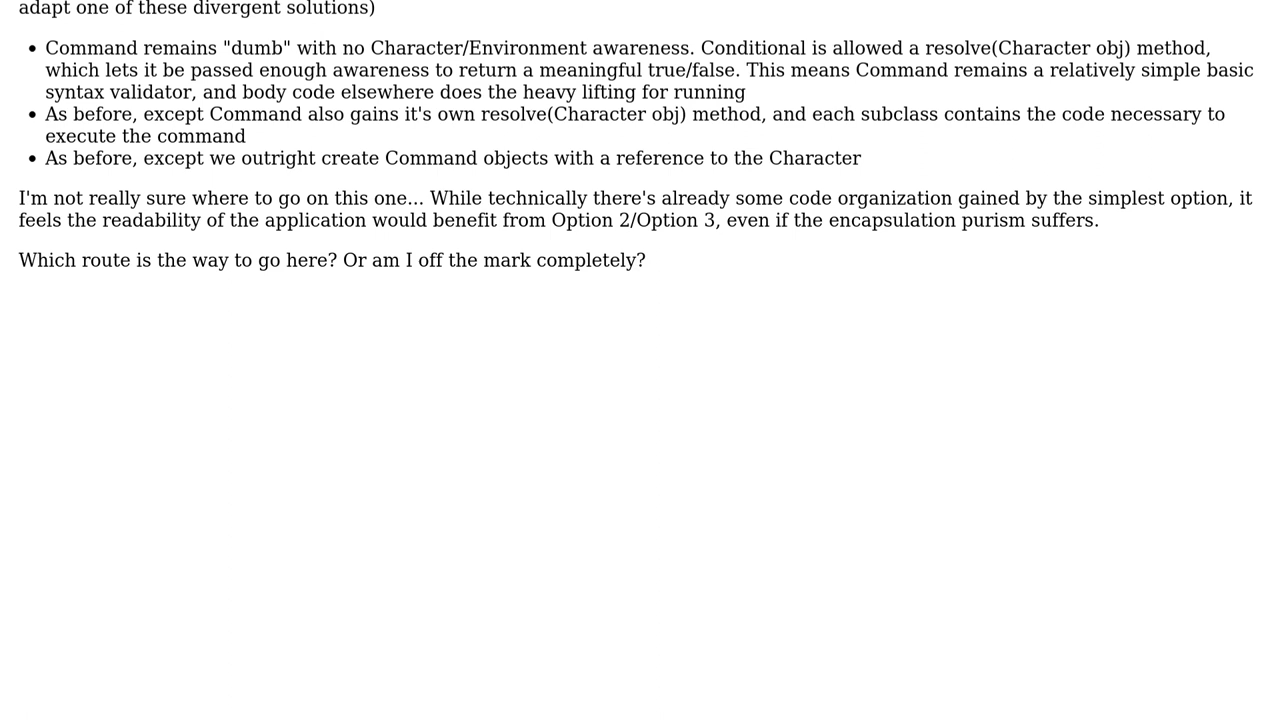 adapt one of these divergent solutions)
• Command remains "dumb" with no Character/Environment awareness. Conditional is allowed a resolve(Character obj) method,
which lets it be passed enough awareness to return a meaningful true/false. This means Command remains a relatively simple basic
syntax validator, and body code elsewhere does the heavy lifting for running
• As before, except Command also gains it's own resolve(Character obj) method, and each subclass contains the code necessary to
execute the command
• As before, except we outright create Command objects with a reference to the Character
I'm not really sure where to go on this one... While technically there's already some code organization gained by the simplest option, it
feels the readability of the application would benefit from Option 2/Option 3, even if the encapsulation purism suffers.
Which route is the way to go here? Or am I off the mark completely?